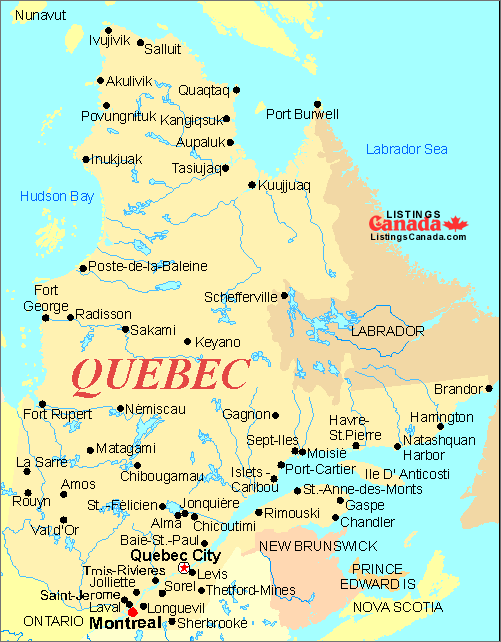 Nunavut
Ivujivik
Salluit
Akulivik
Quaqtaq
Povungnituk
Kangiqsuk
Port Burwell
Aupaluk
Labrador Sea
Inukjuak
Tasiujaq
Kuujjuaq
Hudson Bay
LISTINGS
Canada
ListingsCanada.com
Poste-de-la-Baleine
Fort
George
Schefferville
Radisson
Sakami
LABRADOR
Keyano
QUEBEC
Brandor
Fort Rupert
Nèmiscau
Gagnon
Havre-
St.Pierre
Harrington
Sept-Iles
Natashquan
Harbor
Matagami
Moisie
La Sarre
Chibougamau
Port-Cartier
Islets -
Caribou
Ile D' Anticosti
Amos
Rouyn
St.-Anne-des-Monts
St. -Fèlicien
Jonquière
Gaspe
Val d'Or
Alma
Chicoutimi
Rimouski
Chandler
Baie-St.-Paul
NEW BRUNSWICK
Quebec City
Trois-Rivieres
Levis
PRINCE
EDWARD IS
Jolliette
Sorel
Thetford-Mines
Saint-Jerome
Laval
Longuevil
NOVA SCOTIA
ONTARIO
Montreal
Sherbrooke